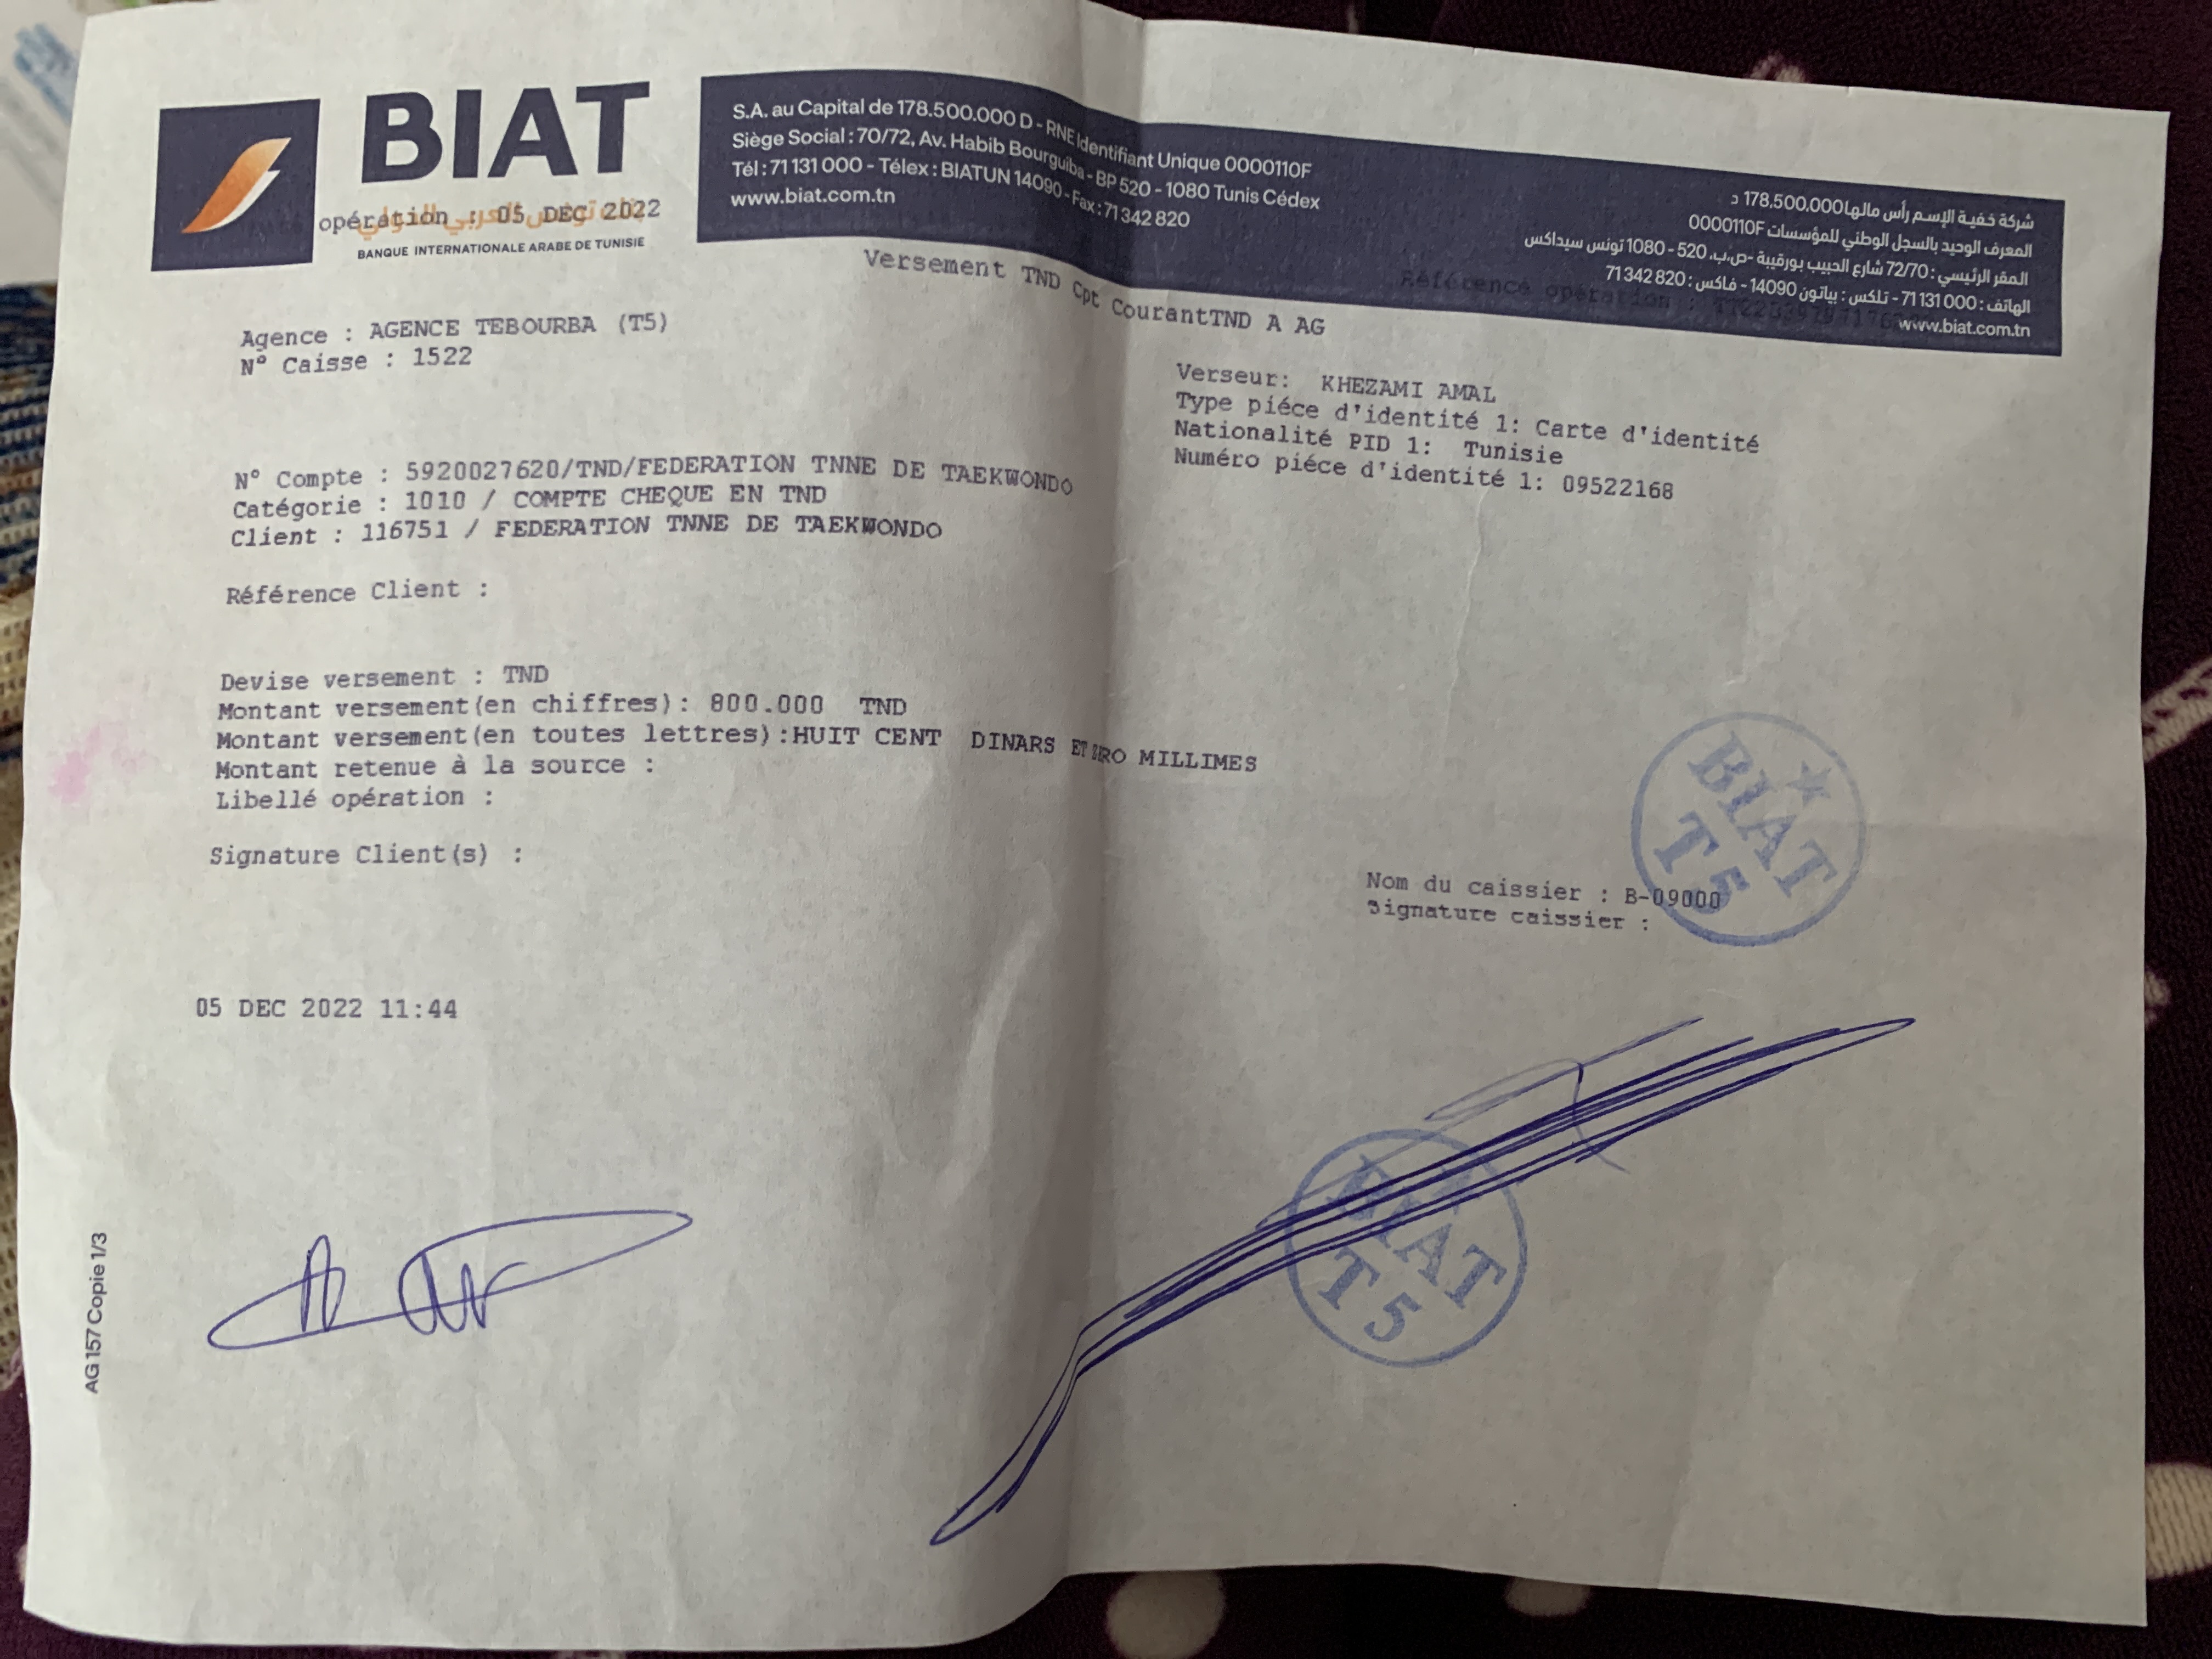 BIAT
بنك تونس العربي الدولي
opération : 05 DEC 2022
BANQUE INTERNATIONALE ARABE DE TUNISIE
S.A. au Capital de 178.500.000 D - RNE Identifiant Unique 0000110F
Siège Social : 70/72, Av. Habib Bourguiba - BP 520 - 1080 Tunis Cédex
Tél : 71 131 000 - Télex : BIATUN 14090 - Fax : 71 342 820
www.biat.com.tn
شركة خفية الإسم رأس مالها 178.500.000 د
المعرف الوحيد بالسجل الوطني للمؤسسات 0000110F
المقر الرئيسي : 72/70 شارع الحبيب بورقيبة -ص.ب. 520 - 1080 تونس سيداكس
الهاتف : 71 131 000 - تلكس : بياتون 14090 - فاكس : 71 342 820
www.biat.com.tn
Référence opération :
Versement TND Cpt CourantTND A AG
Agence : AGENCE TEBOURBA (T5)
N° Caisse : 1522
Verseur: KHEZAMI AMAL
Type piéce d'identité 1: Carte d'identité
Nationalité PID 1: Tunisie
Numéro piéce d'identité 1: 09522168
N° Compte : 5920027620/TND/FEDERATION TNNE DE TAEKWONDO
Catégorie : 1010 / COMPTE CHEQUE EN TND
Client : 116751 / FEDERATION TNNE DE TAEKWONDO
Référence Client :
Devise versement : TND
Montant versement(en chiffres): 800.000 TND
Montant versement(en toutes lettres):HUIT CENT DINARS ET ZERO MILLIMES
Montant retenue à la source :
Libellé opération :
Signature Client(s) :
BIAT
T5
Nom du caissier : B-09000
Signature caissier :
05 DEC 2022 11:44
BIAT
T5
AG 157 Copie 1/3